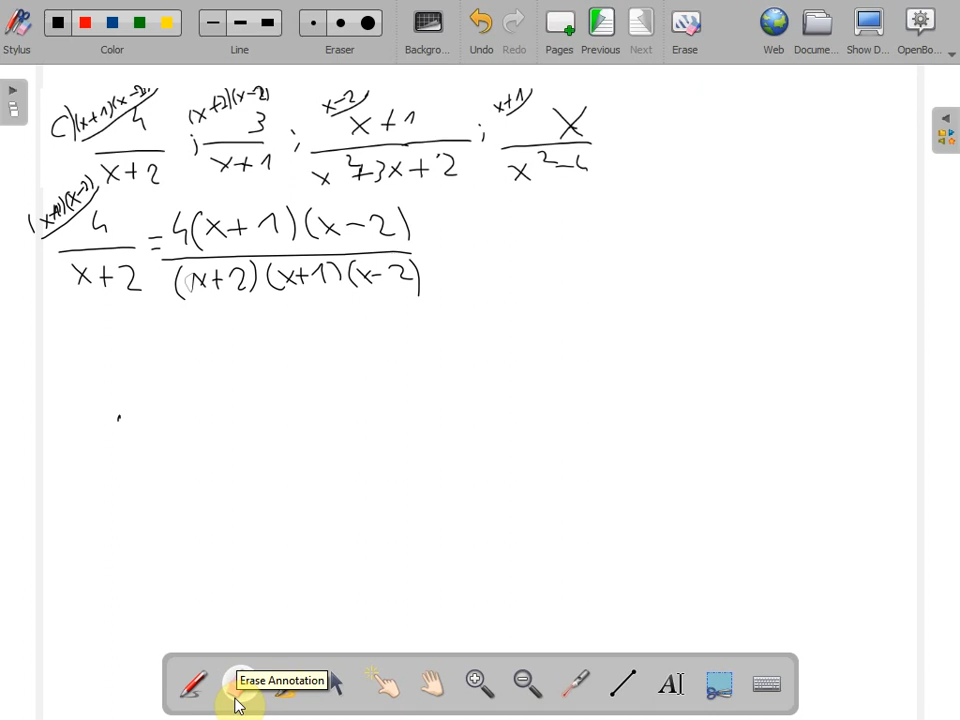 Stylus Color Line Eraser Backgro... Undo Redo Pages Previous Next Erase Web Docume... Show D... OpenBo...
(x+1)(x-2) (x+2)(x-2) x-2 x+1
c) 4/(x+2) ; 3/(x+1) ; (x+1)/(x²+3x+2) ; x/(x²-4)
(x+1)(x-2)
4/(x+2) = 4(x+1)(x-2)/((x+2)(x+1)(x-2))
Erase Annotation
A